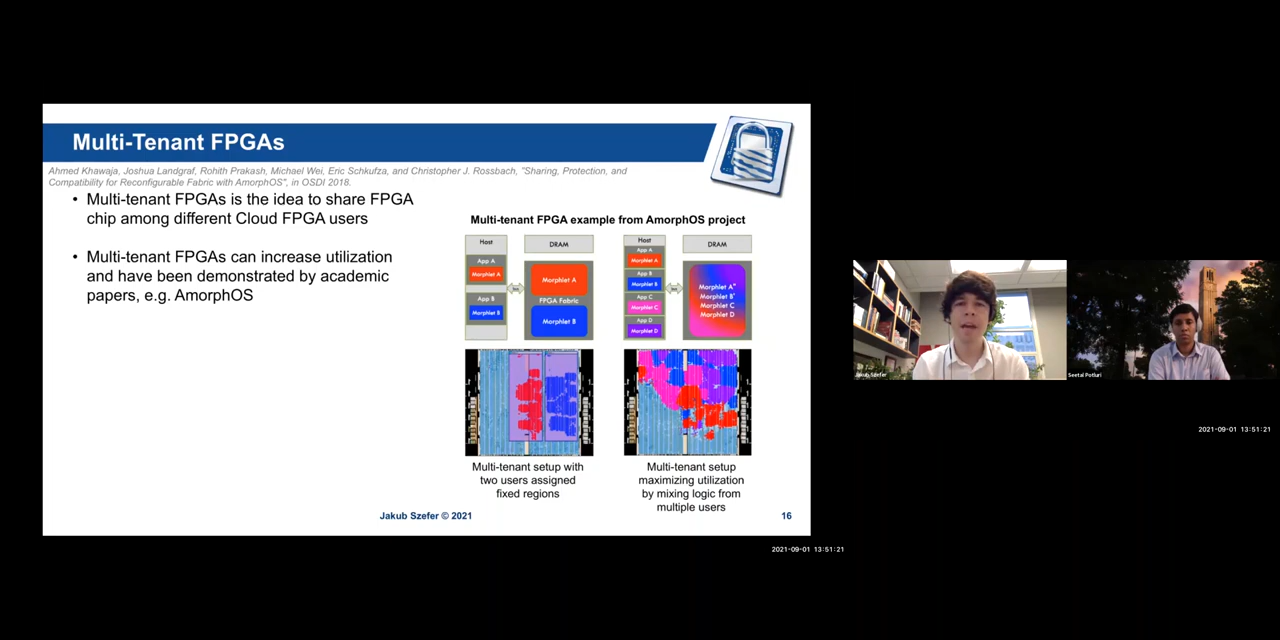 Multi-Tenant FPGAs
Ahmed Khawaja, Joshua Landgraf, Rohith Prakash, Michael Wei, Eric Schkufza, and Christopher J. Rossbach, "Sharing, Protection, and
Compatibility for Reconfigurable Fabric with AmorphOS", in OSDI 2018.
• Multi-tenant FPGAs is the idea to share FPGA
chip among different Cloud FPGA users
• Multi-tenant FPGAs can increase utilization
and have been demonstrated by academic
papers, e.g. AmorphOS
Multi-tenant FPGA example from AmorphOS project
Host
App A
Morphlet A
App B
Morphlet B
DRAM
Morphlet A
FPGA Fabric
Morphlet B
Host
App A
Morphlet A
App B
Morphlet B
App C
Morphlet C
App D
Morphlet D
DRAM
Morphlet C
Morphlet D
Multi-tenant setup with
two users assigned
fixed regions
Multi-tenant setup
maximizing utilization
by mixing logic from
multiple users
Jakub Szefer © 2021
16
Jakub Szefer
Seetal Potluri
2021-09-01 13:51:21
2021-09-01 13:51:21